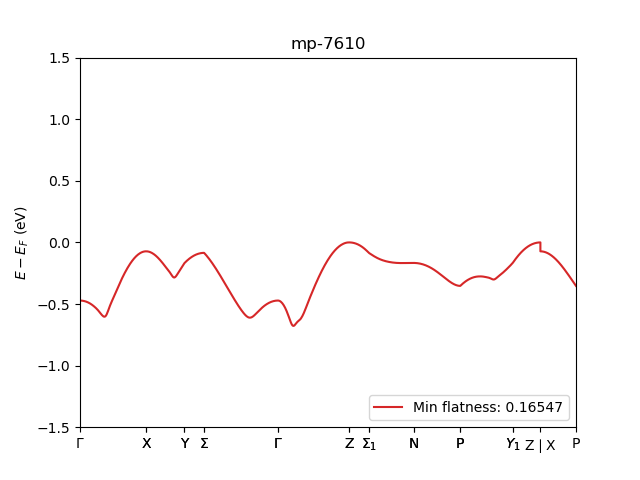 mp-7610
1.5
1.0
0.5
0.0
−0.5
−1.0
−1.5
E − E_F (eV)
Min flatness: 0.16547
Γ X Y Σ Γ Z Σ₁ N P Y₁ Z | X P